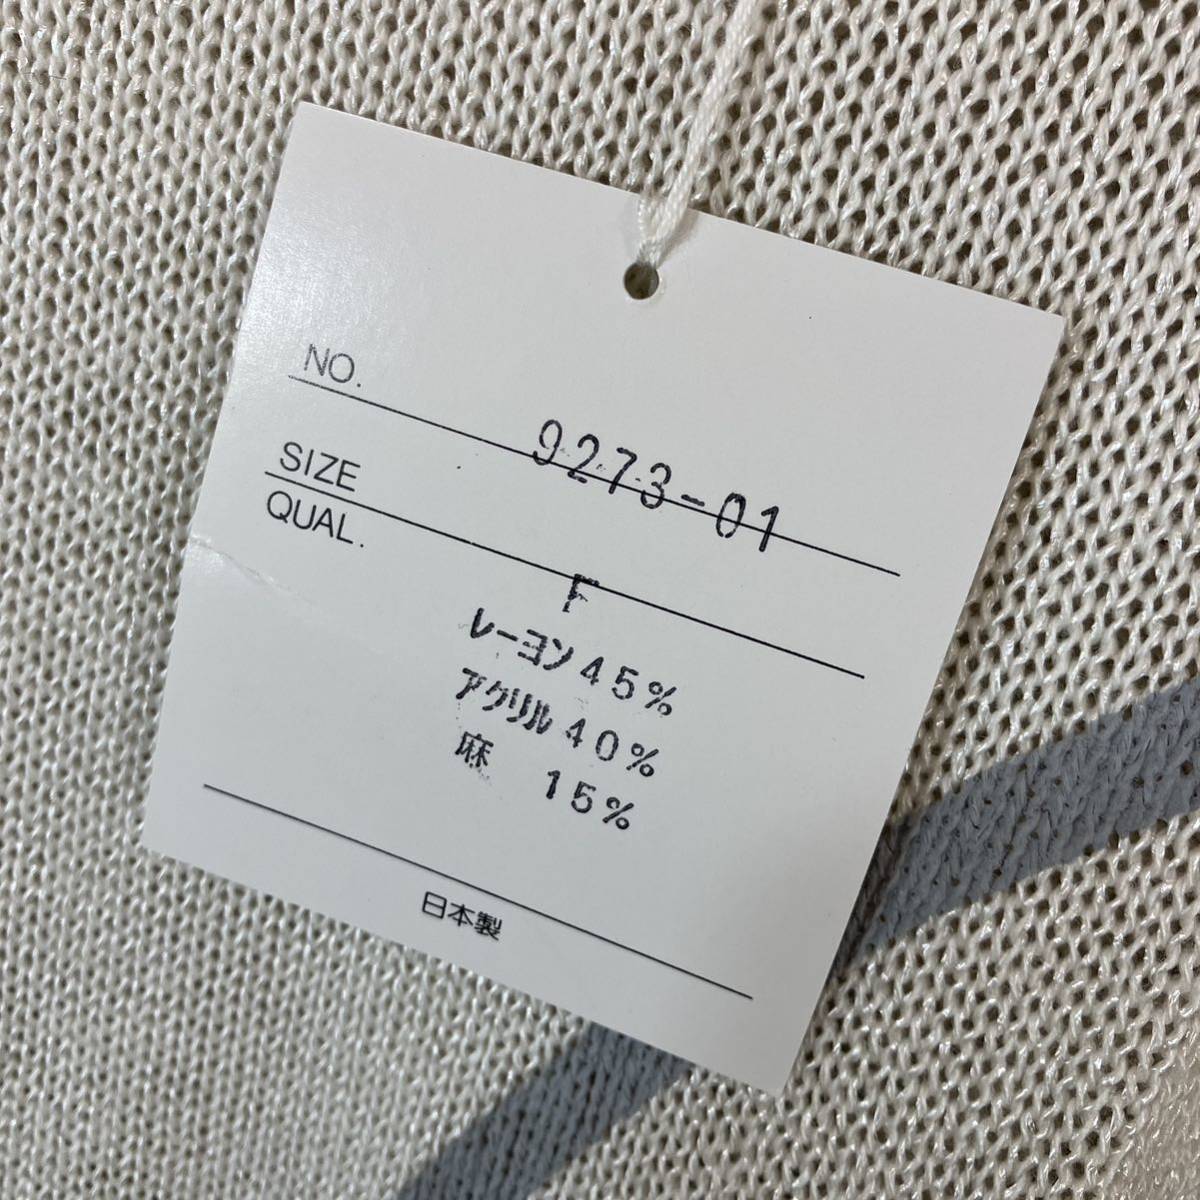 NO.
9273-01
SIZE
F
QUAL.
レーヨン45%
アクリル40%
麻 15%
日本製